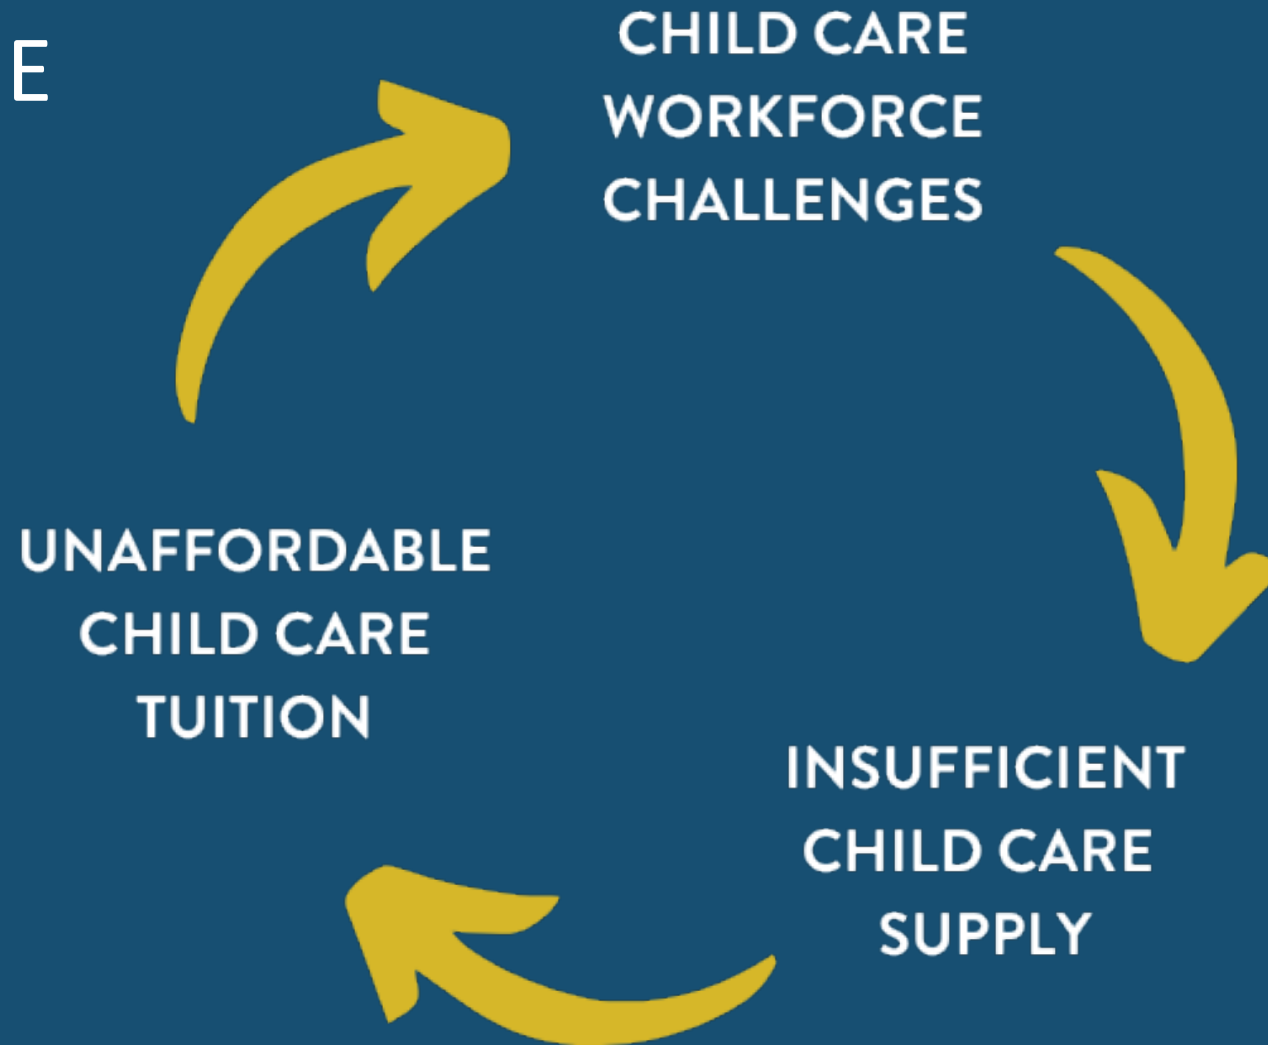 E
CHILD CARE
WORKFORCE
CHALLENGES
UNAFFORDABLE
CHILD CARE
TUITION
INSUFFICIENT
CHILD CARE
SUPPLY